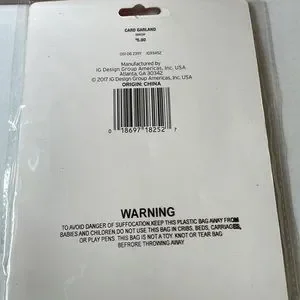 CARD GARLAND
MSRP
$5.00
IG93452
Manufactured by
IG Design Group Americas, Inc. USA
Atlanta, GA 30342
© 2017 IG Design Group Americas, Inc. USA
ORIGIN: CHINA
0 18697 18252 7
WARNING
TO AVOID DANGER OF SUFFOCATION KEEP THIS PLASTIC BAG AWAY FROM
BABIES AND CHILDREN.DO NOT USE THIS BAG IN CRIBS, BEDS, CARRIAGES,
OR PLAY PENS. THIS BAG IS NOT A TOY. KNOT OR TEAR BAG
BEFRORE THROWING AWAY